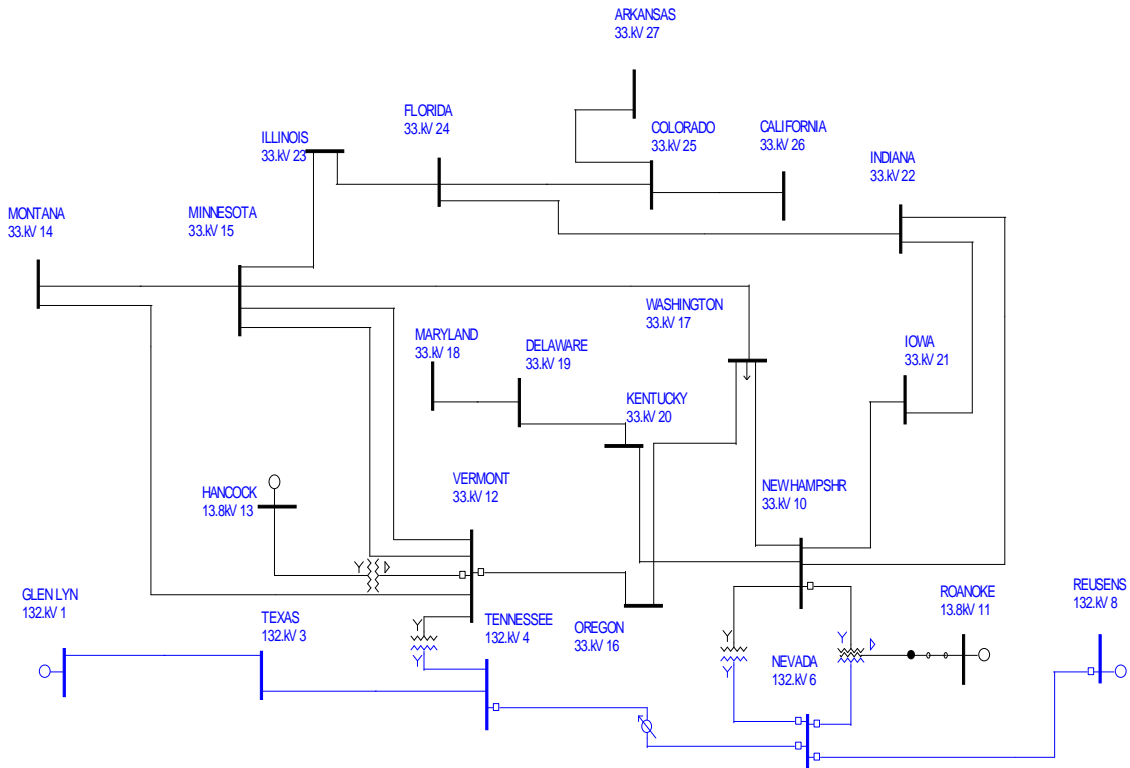 ARKANSAS
33.kV 27
FLORIDA
33.kV 24
COLORADO
33.kV 25
CALIFORNIA
33.kV 26
ILLINOIS
33.kV 23
INDIANA
33.kV 22
MONTANA
33.kV 14
MINNESOTA
33.kV 15
WASHINGTON
33.kV 17
MARYLAND
33.kV 18
DELAWARE
33.kV 19
IOWA
33.kV 21
KENTUCKY
33.kV 20
VERMONT
33.kV 12
NEW HAMPSHR
33.kV 10
HANCOCK
13.8kV 13
GLEN LYN
132.kV 1
TEXAS
132.kV 3
TENNESSEE
132.kV 4
OREGON
33.kV 16
NEVADA
132.kV 6
ROANOKE
13.8kV 11
REUSENS
132.kV 8